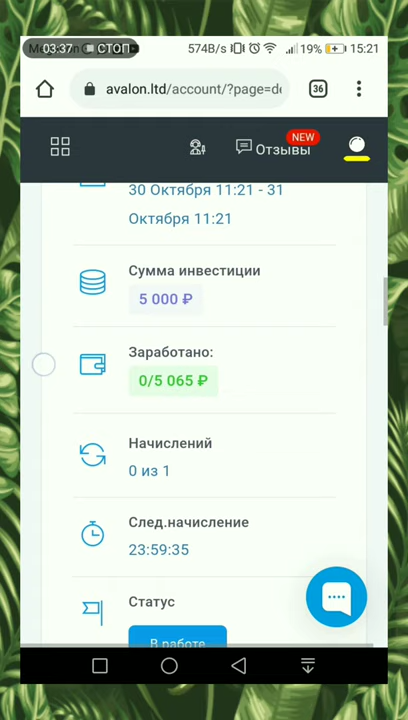 03:37 СТОП
574B/s 19% 15:21
avalon.ltd/account/?page=de
36
NEW
Отзывы
30 Октября 11:21 - 31
Октября 11:21
Сумма инвестиции
5 000 ₽
Заработано:
0/5 065 ₽
Начислений
0 из 1
След.начисление
23:59:35
Статус
В работе